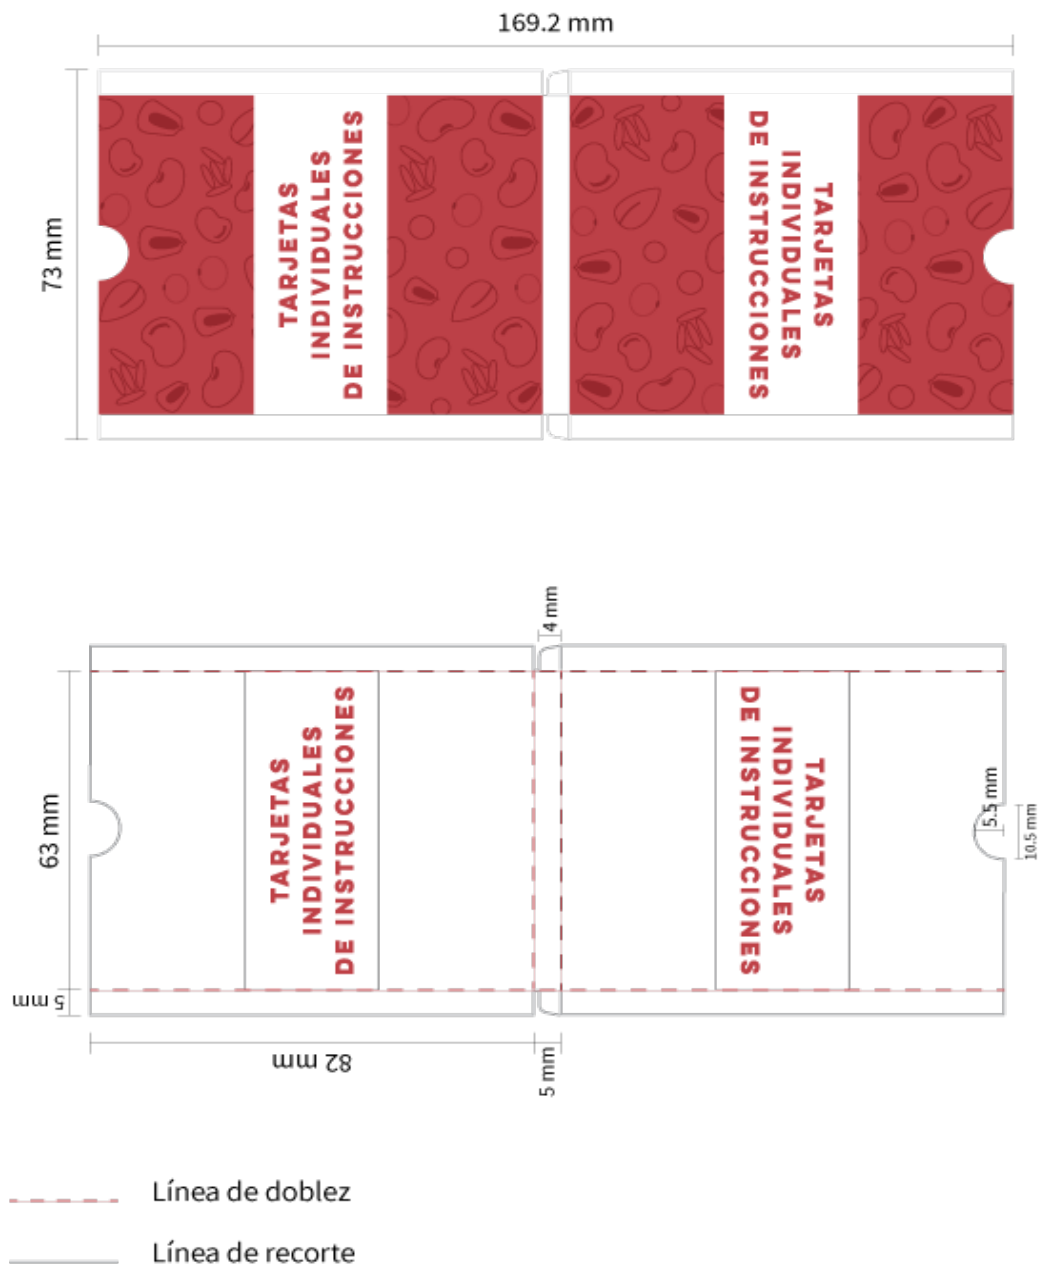 169.2 mm
73 mm
TARJETAS
INDIVIDUALES
DE INSTRUCCIONES
TARJETAS
INDIVIDUALES
DE INSTRUCCIONES
4 mm
63 mm
5 mm
TARJETAS
INDIVIDUALES
DE INSTRUCCIONES
TARJETAS
INDIVIDUALES
DE INSTRUCCIONES
5.5 mm
10.5 mm
82 mm
5 mm
Línea de doblez
Línea de recorte